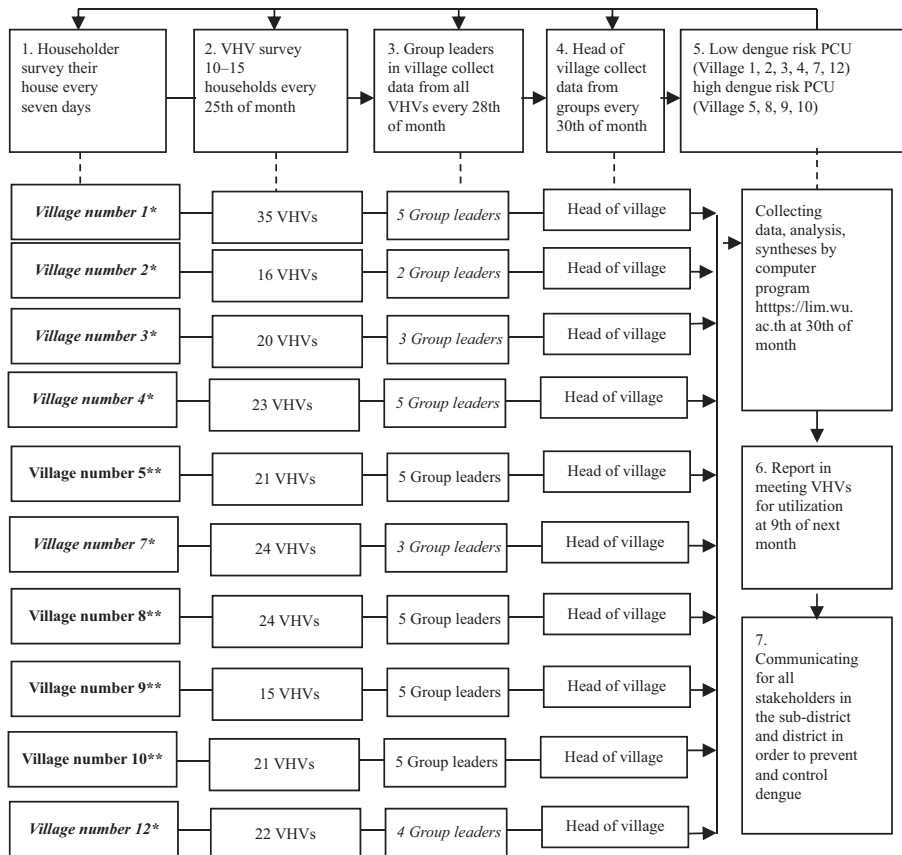 1. Householder
survey their
house every
seven days
2. VHV survey
10–15
households every
25th of month
3. Group leaders
in village collect
data from all
VHVs every 28th
of month
4. Head of
village collect
data from
groups every
30th of month
5. Low dengue risk PCU
(Village 1, 2, 3, 4, 7, 12)
high dengue risk PCU
(Village 5, 8, 9, 10)
Village number 1*
35 VHVs
5 Group leaders
Head of village
Village number 2*
16 VHVs
2 Group leaders
Head of village
Village number 3*
20 VHVs
3 Group leaders
Head of village
Village number 4*
23 VHVs
5 Group leaders
Head of village
Village number 5**
21 VHVs
5 Group leaders
Head of village
Village number 7*
24 VHVs
3 Group leaders
Head of village
Village number 8**
24 VHVs
5 Group leaders
Head of village
Village number 9**
15 VHVs
5 Group leaders
Head of village
Village number 10**
21 VHVs
5 Group leaders
Head of village
Village number 12*
22 VHVs
4 Group leaders
Head of village
Collecting
data, analysis,
syntheses by
computer
program
htttps://lim.wu.
ac.th at 30th of
month
6. Report in
meeting VHVs
for utilization
at 9th of next
month
7.
Communicating
for all
stakeholders in
the sub-district
and district in
order to prevent
and control
dengue